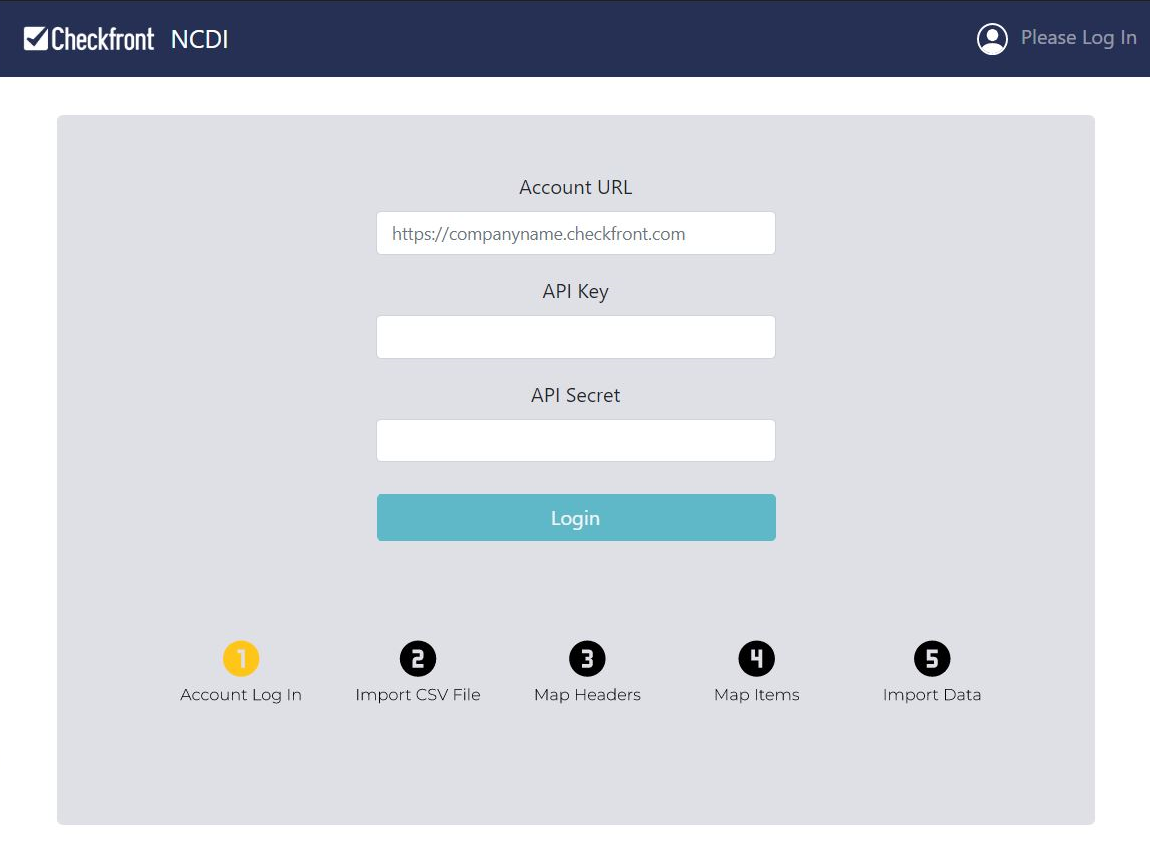 Checkfront NCDI
Please Log In
Account URL
https://companyname.checkfront.com
API Key
API Secret
Login
1 2 3 4 5
Account Log In Import CSV File Map Headers Map Items Import Data